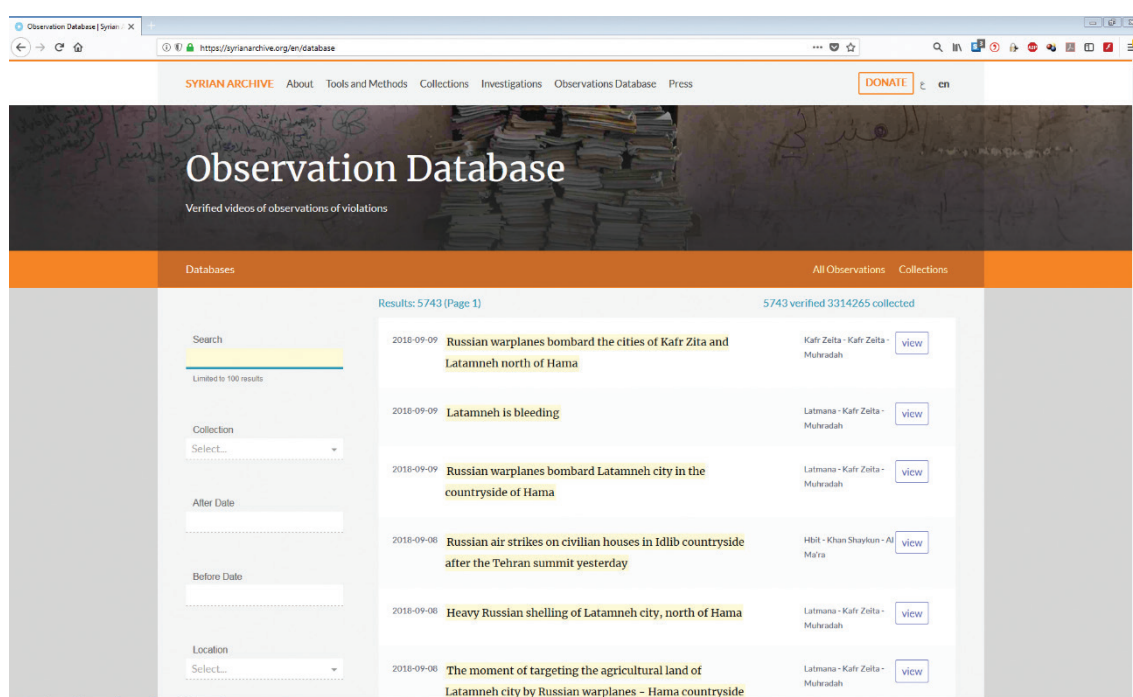 Observation Database | Syrian A
https://syrianarchive.org/en/database
SYRIAN ARCHIVE About Tools and Methods Collections Investigations Observations Database Press DONATE ع en
Observation Database
Verified videos of observations of violations
Databases All Observations Collections
Results: 5743 (Page 1) 5743 verified 3314265 collected
Search
Limited to 100 results
Collection
Select...
After Date
Before Date
Location
Select...
2018-09-09 Russian warplanes bombard the cities of Kafr Zita and Kafr Zeita - Kafr Zeita - view
Latamneh north of Hama Muhradah
2018-09-09 Latamneh is bleeding Latmana - Kafr Zeita - view
Muhradah
2018-09-09 Russian warplanes bombard Latamneh city in the Latmana - Kafr Zeita - view
countryside of Hama Muhradah
2018-09-08 Russian air strikes on civilian houses in Idlib countryside Hbit - Khan Shaykun - Al view
after the Tehran summit yesterday Ma'ra
2018-09-08 Heavy Russian shelling of Latamneh city, north of Hama Latmana - Kafr Zeita - view
Muhradah
2018-09-08 The moment of targeting the agricultural land of Latmana - Kafr Zeita - view
Latamneh city by Russian warplanes – Hama countryside Muhradah